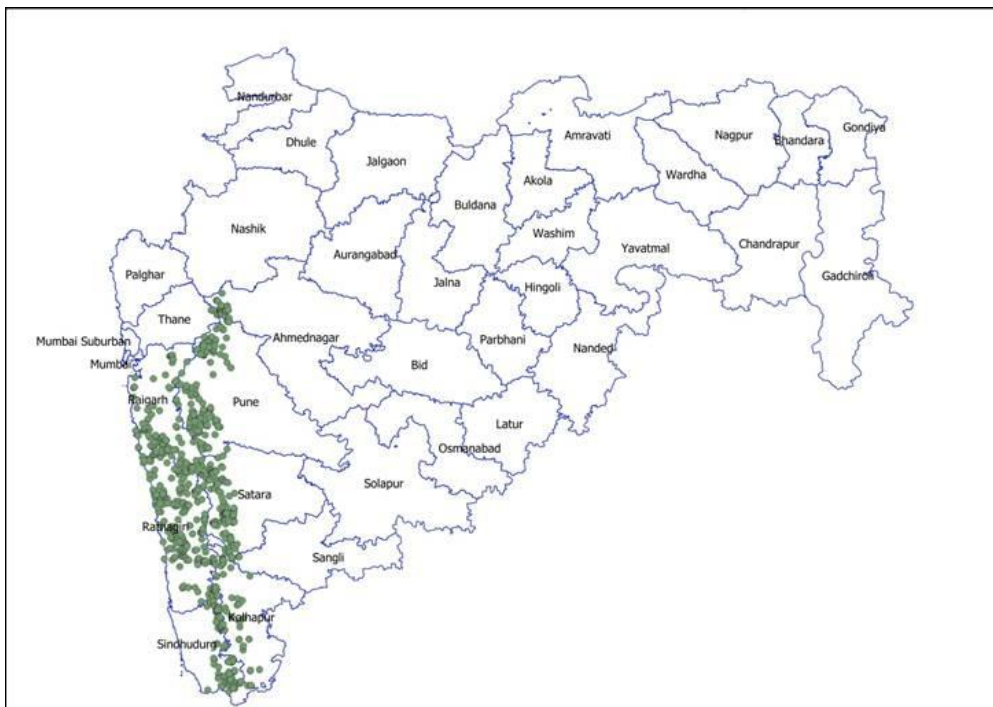 Nandurbar
Dhule
Jalgaon
Amravati
Nagpur
Bhandara
Gondiya
Akola
Wardha
Buldana
Nashik
Washim
Aurangabad
Yavatmal
Chandrapur
Palghar
Jalna
Hingoli
Gadchiroli
Thane
Mumbai Suburban
Ahmednagar
Parbhani
Nanded
Mumbai
Bid
Raigarh
Pune
Latur
Osmanabad
Solapur
Satara
Ratnagiri
Sangli
Kolhapur
Sindhudurg